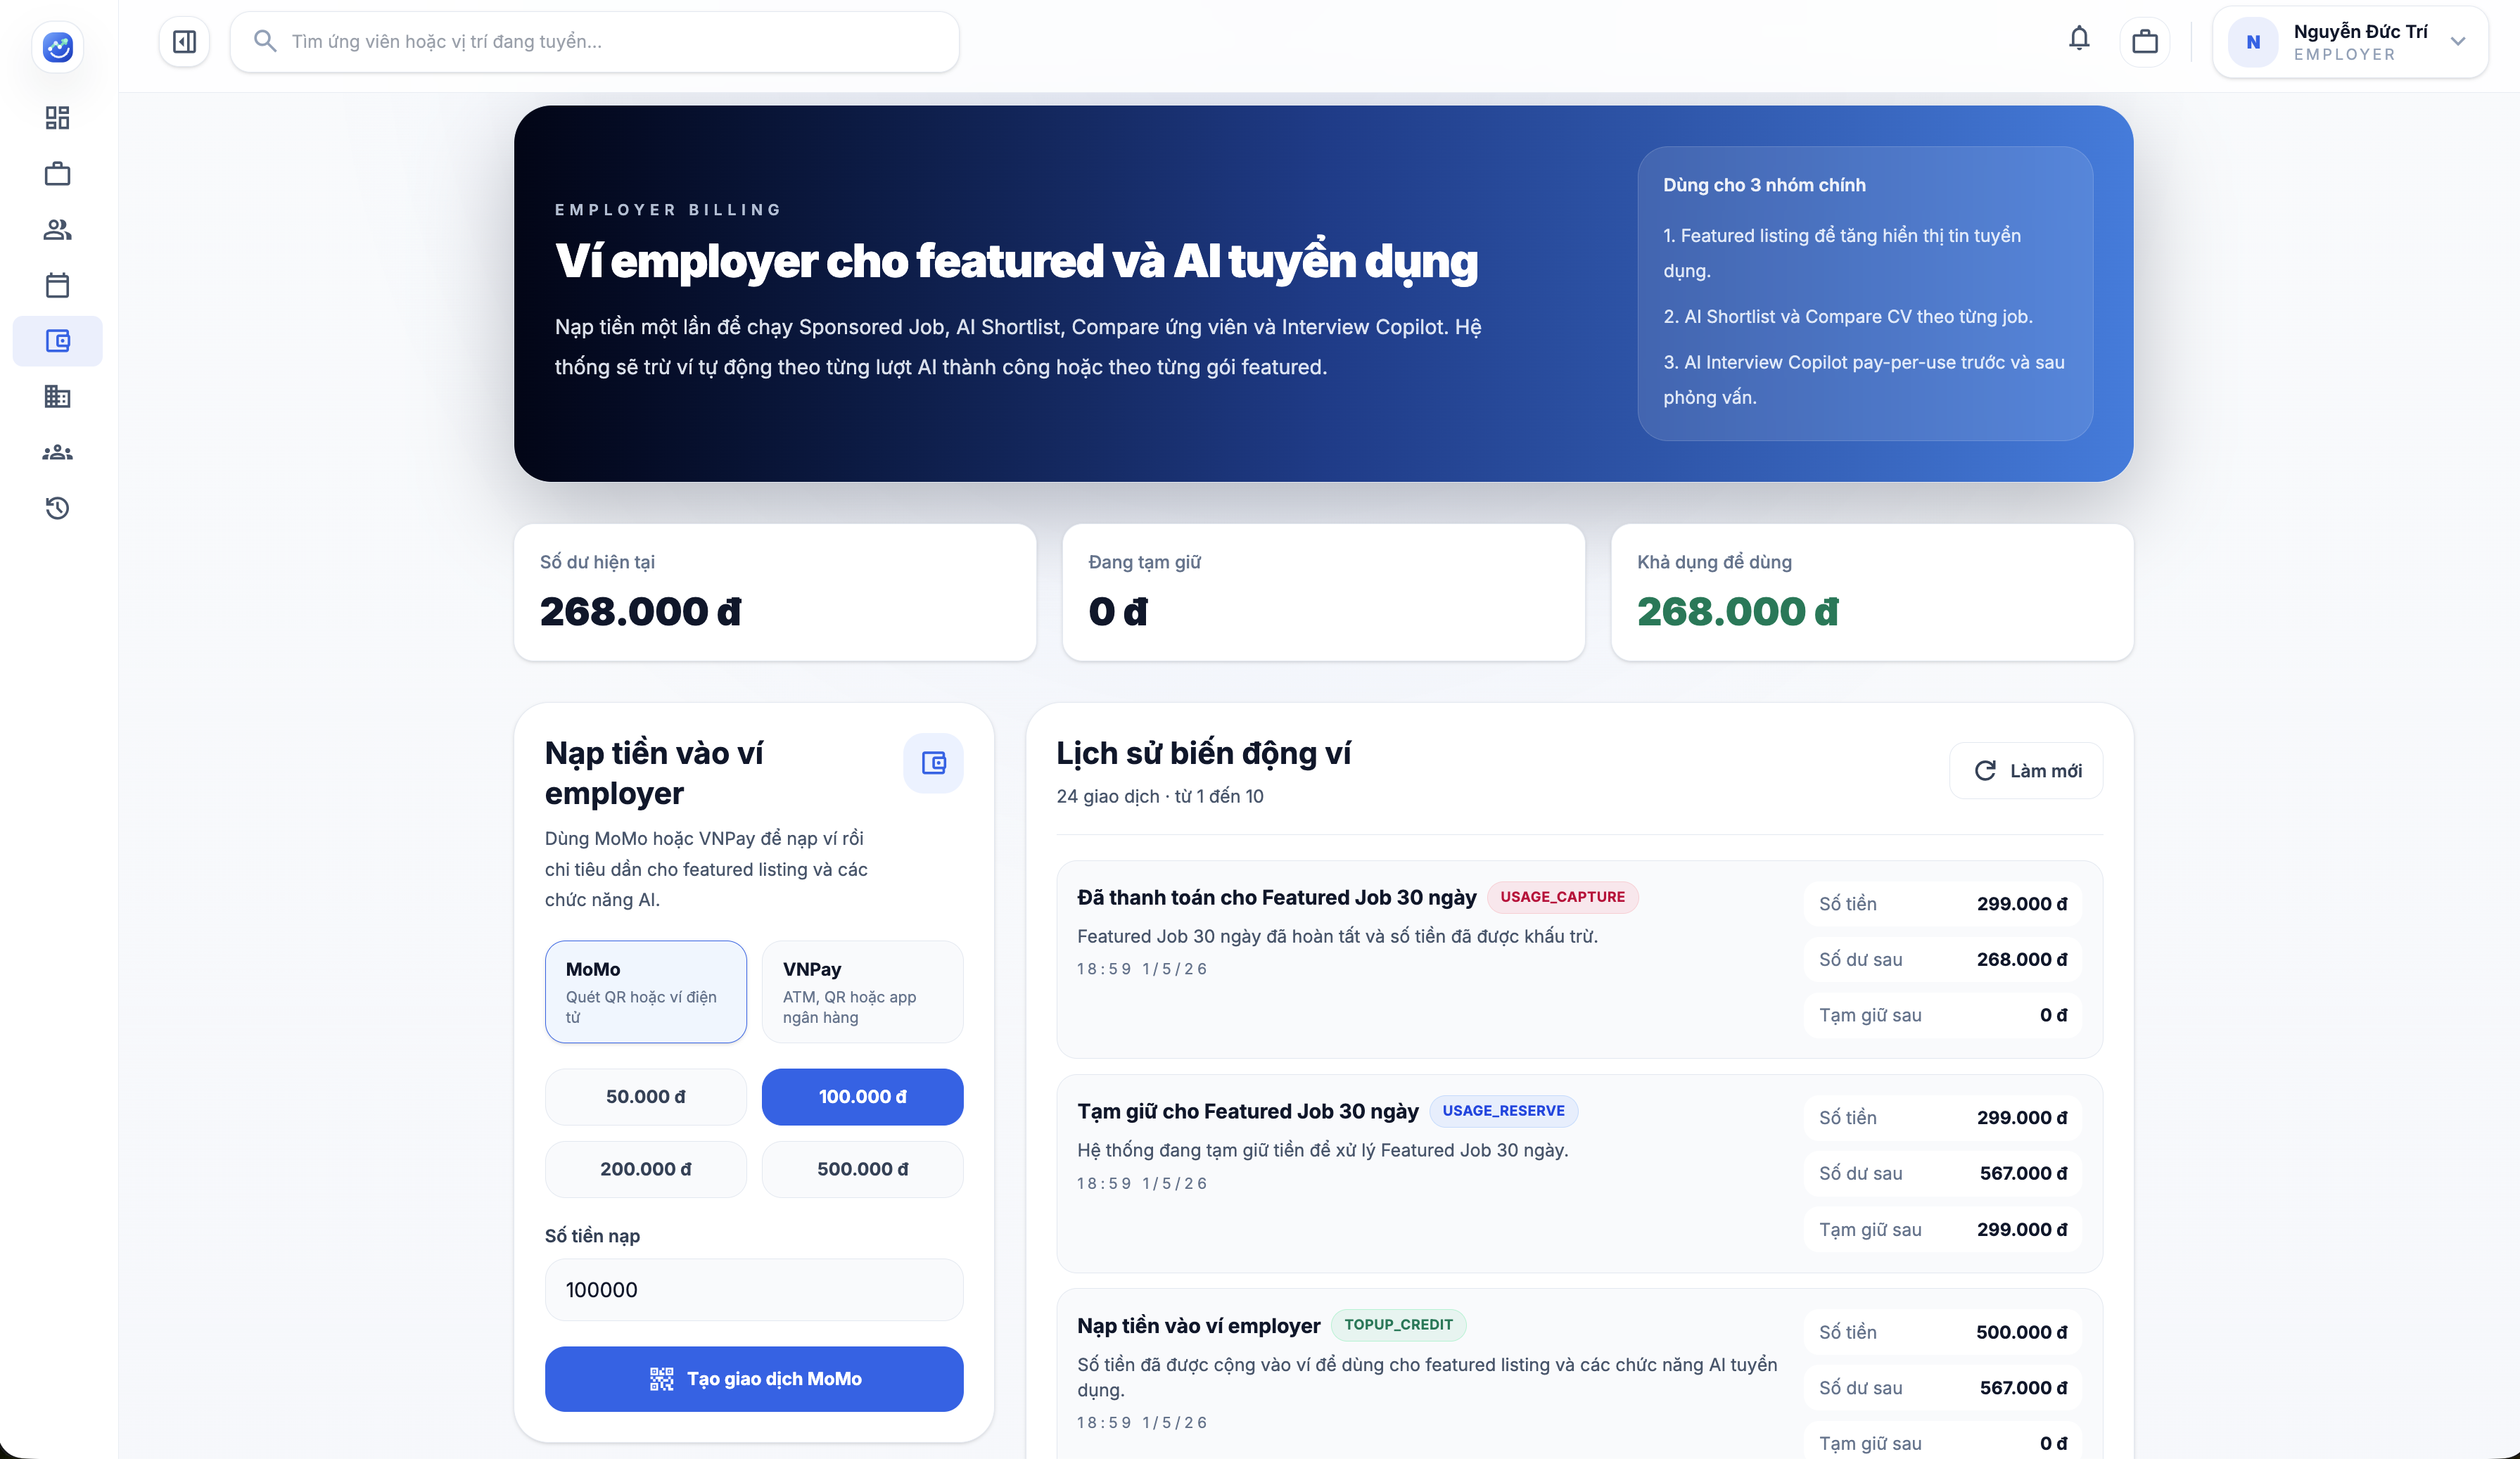 Tìm ứng viên hoặc vị trí đang tuyển...
N
Nguyễn Đức Trí
EMPLOYER
EMPLOYER BILLING
Ví employer cho featured và AI tuyển dụng
Nạp tiền một lần để chạy Sponsored Job, AI Shortlist, Compare ứng viên và Interview Copilot. Hệ
thống sẽ trừ ví tự động theo từng lượt AI thành công hoặc theo từng gói featured.
Dùng cho 3 nhóm chính
1. Featured listing để tăng hiển thị tin tuyển
dụng.
2. AI Shortlist và Compare CV theo từng job.
3. AI Interview Copilot pay-per-use trước và sau
phỏng vấn.
Số dư hiện tại
268.000 đ
Đang tạm giữ
0 đ
Khả dụng để dùng
268.000 đ
Nạp tiền vào ví
employer
Dùng MoMo hoặc VNPay để nạp ví rồi
chi tiêu dần cho featured listing và các
chức năng AI.
MoMo
Quét QR hoặc ví điện
tử
VNPay
ATM, QR hoặc app
ngân hàng
50.000 đ
100.000 đ
200.000 đ
500.000 đ
Số tiền nạp
100000
Tạo giao dịch MoMo
Lịch sử biến động ví
24 giao dịch · từ 1 đến 10
Làm mới
Đã thanh toán cho Featured Job 30 ngày USAGE_CAPTURE
Featured Job 30 ngày đã hoàn tất và số tiền đã được khấu trừ.
18:59 1/5/26
Số tiền 299.000 đ
Số dư sau 268.000 đ
Tạm giữ sau 0 đ
Tạm giữ cho Featured Job 30 ngày USAGE_RESERVE
Hệ thống đang tạm giữ tiền để xử lý Featured Job 30 ngày.
18:59 1/5/26
Số tiền 299.000 đ
Số dư sau 567.000 đ
Tạm giữ sau 299.000 đ
Nạp tiền vào ví employer TOPUP_CREDIT
Số tiền đã được cộng vào ví để dùng cho featured listing và các chức năng AI tuyển
dụng.
18:59 1/5/26
Số tiền 500.000 đ
Số dư sau 567.000 đ
Tạm giữ sau 0 đ